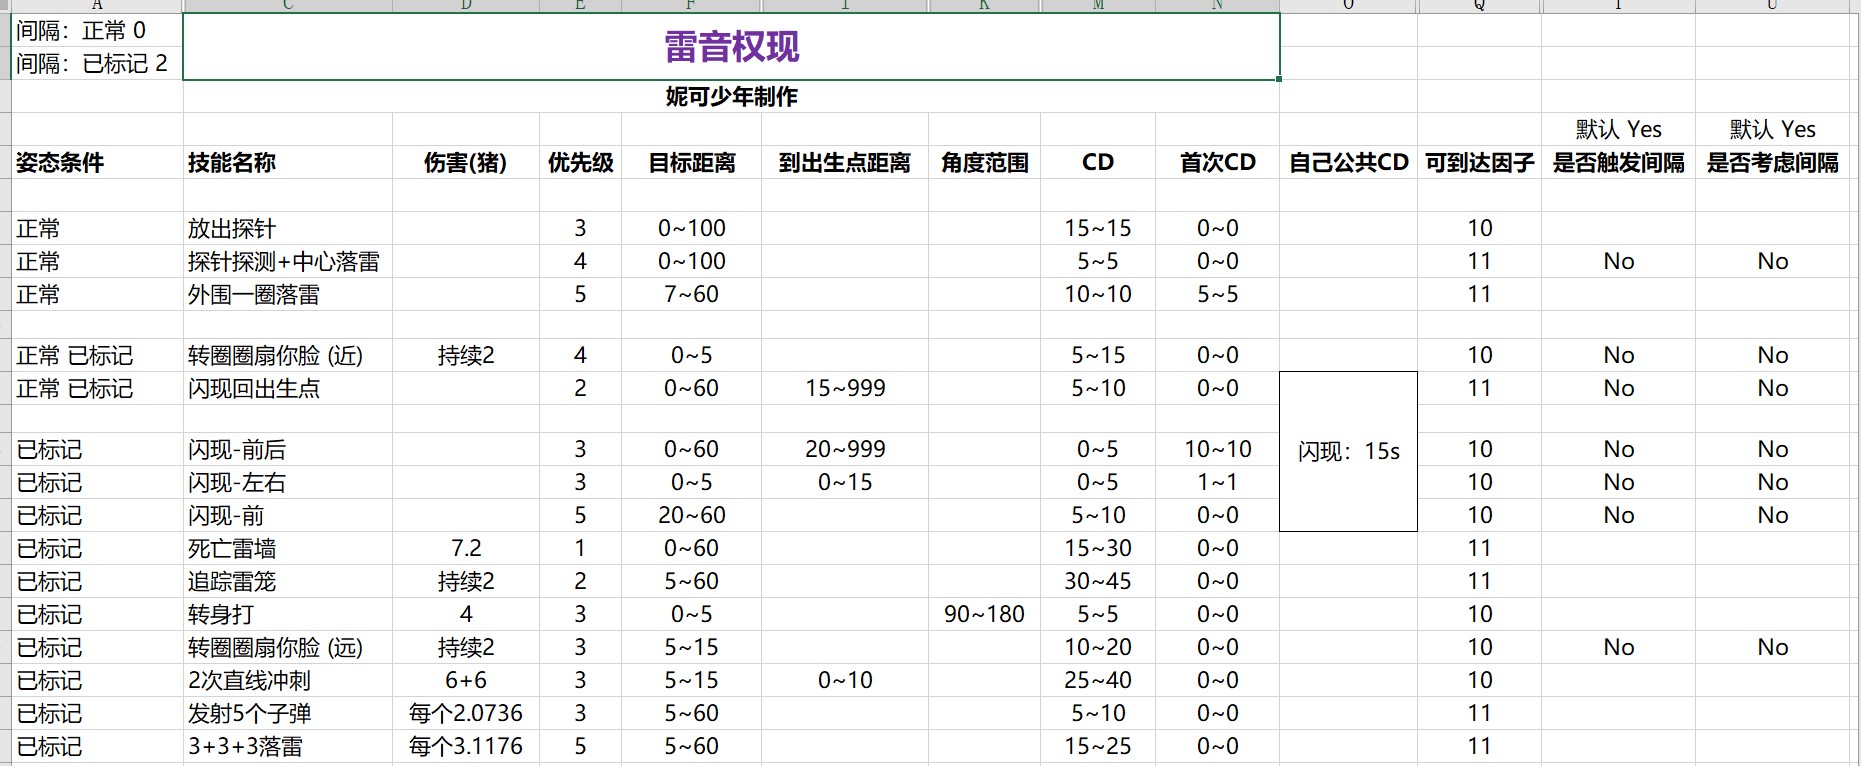 A C D E F I K M N O Q T U
间隔：正常 0
雷音权现
间隔：已标记 2
妮可少年制作
默认 Yes 默认 Yes
姿态条件 技能名称 伤害(猪) 优先级 目标距离 到出生点距离 角度范围 CD 首次CD 自己公共CD 可到达因子 是否触发间隔 是否考虑间隔
正常 放出探针 3 0~100 15~15 0~0 10
正常 探针探测+中心落雷 4 0~100 5~5 0~0 11 No No
正常 外围一圈落雷 5 7~60 10~10 5~5 11
正常 已标记 转圈圈扇你脸 (近) 持续2 4 0~5 5~15 0~0 10 No No
正常 已标记 闪现回出生点 2 0~60 15~999 5~10 0~0 11 No No
已标记 闪现-前后 3 0~60 20~999 0~5 10~10 闪现：15s 10 No No
已标记 闪现-左右 3 0~5 0~15 0~5 1~1 10 No No
已标记 闪现-前 5 20~60 5~10 0~0 10 No No
已标记 死亡雷墙 7.2 1 0~60 15~30 0~0 11
已标记 追踪雷笼 持续2 2 5~60 30~45 0~0 11
已标记 转身打 4 3 0~5 90~180 5~5 0~0 10
已标记 转圈圈扇你脸 (远) 持续2 3 5~15 10~20 0~0 10 No No
已标记 2次直线冲刺 6+6 3 5~15 0~10 25~40 0~0 10
已标记 发射5个子弹 每个2.0736 3 5~60 5~10 0~0 11
已标记 3+3+3落雷 每个3.1176 5 5~60 15~25 0~0 11